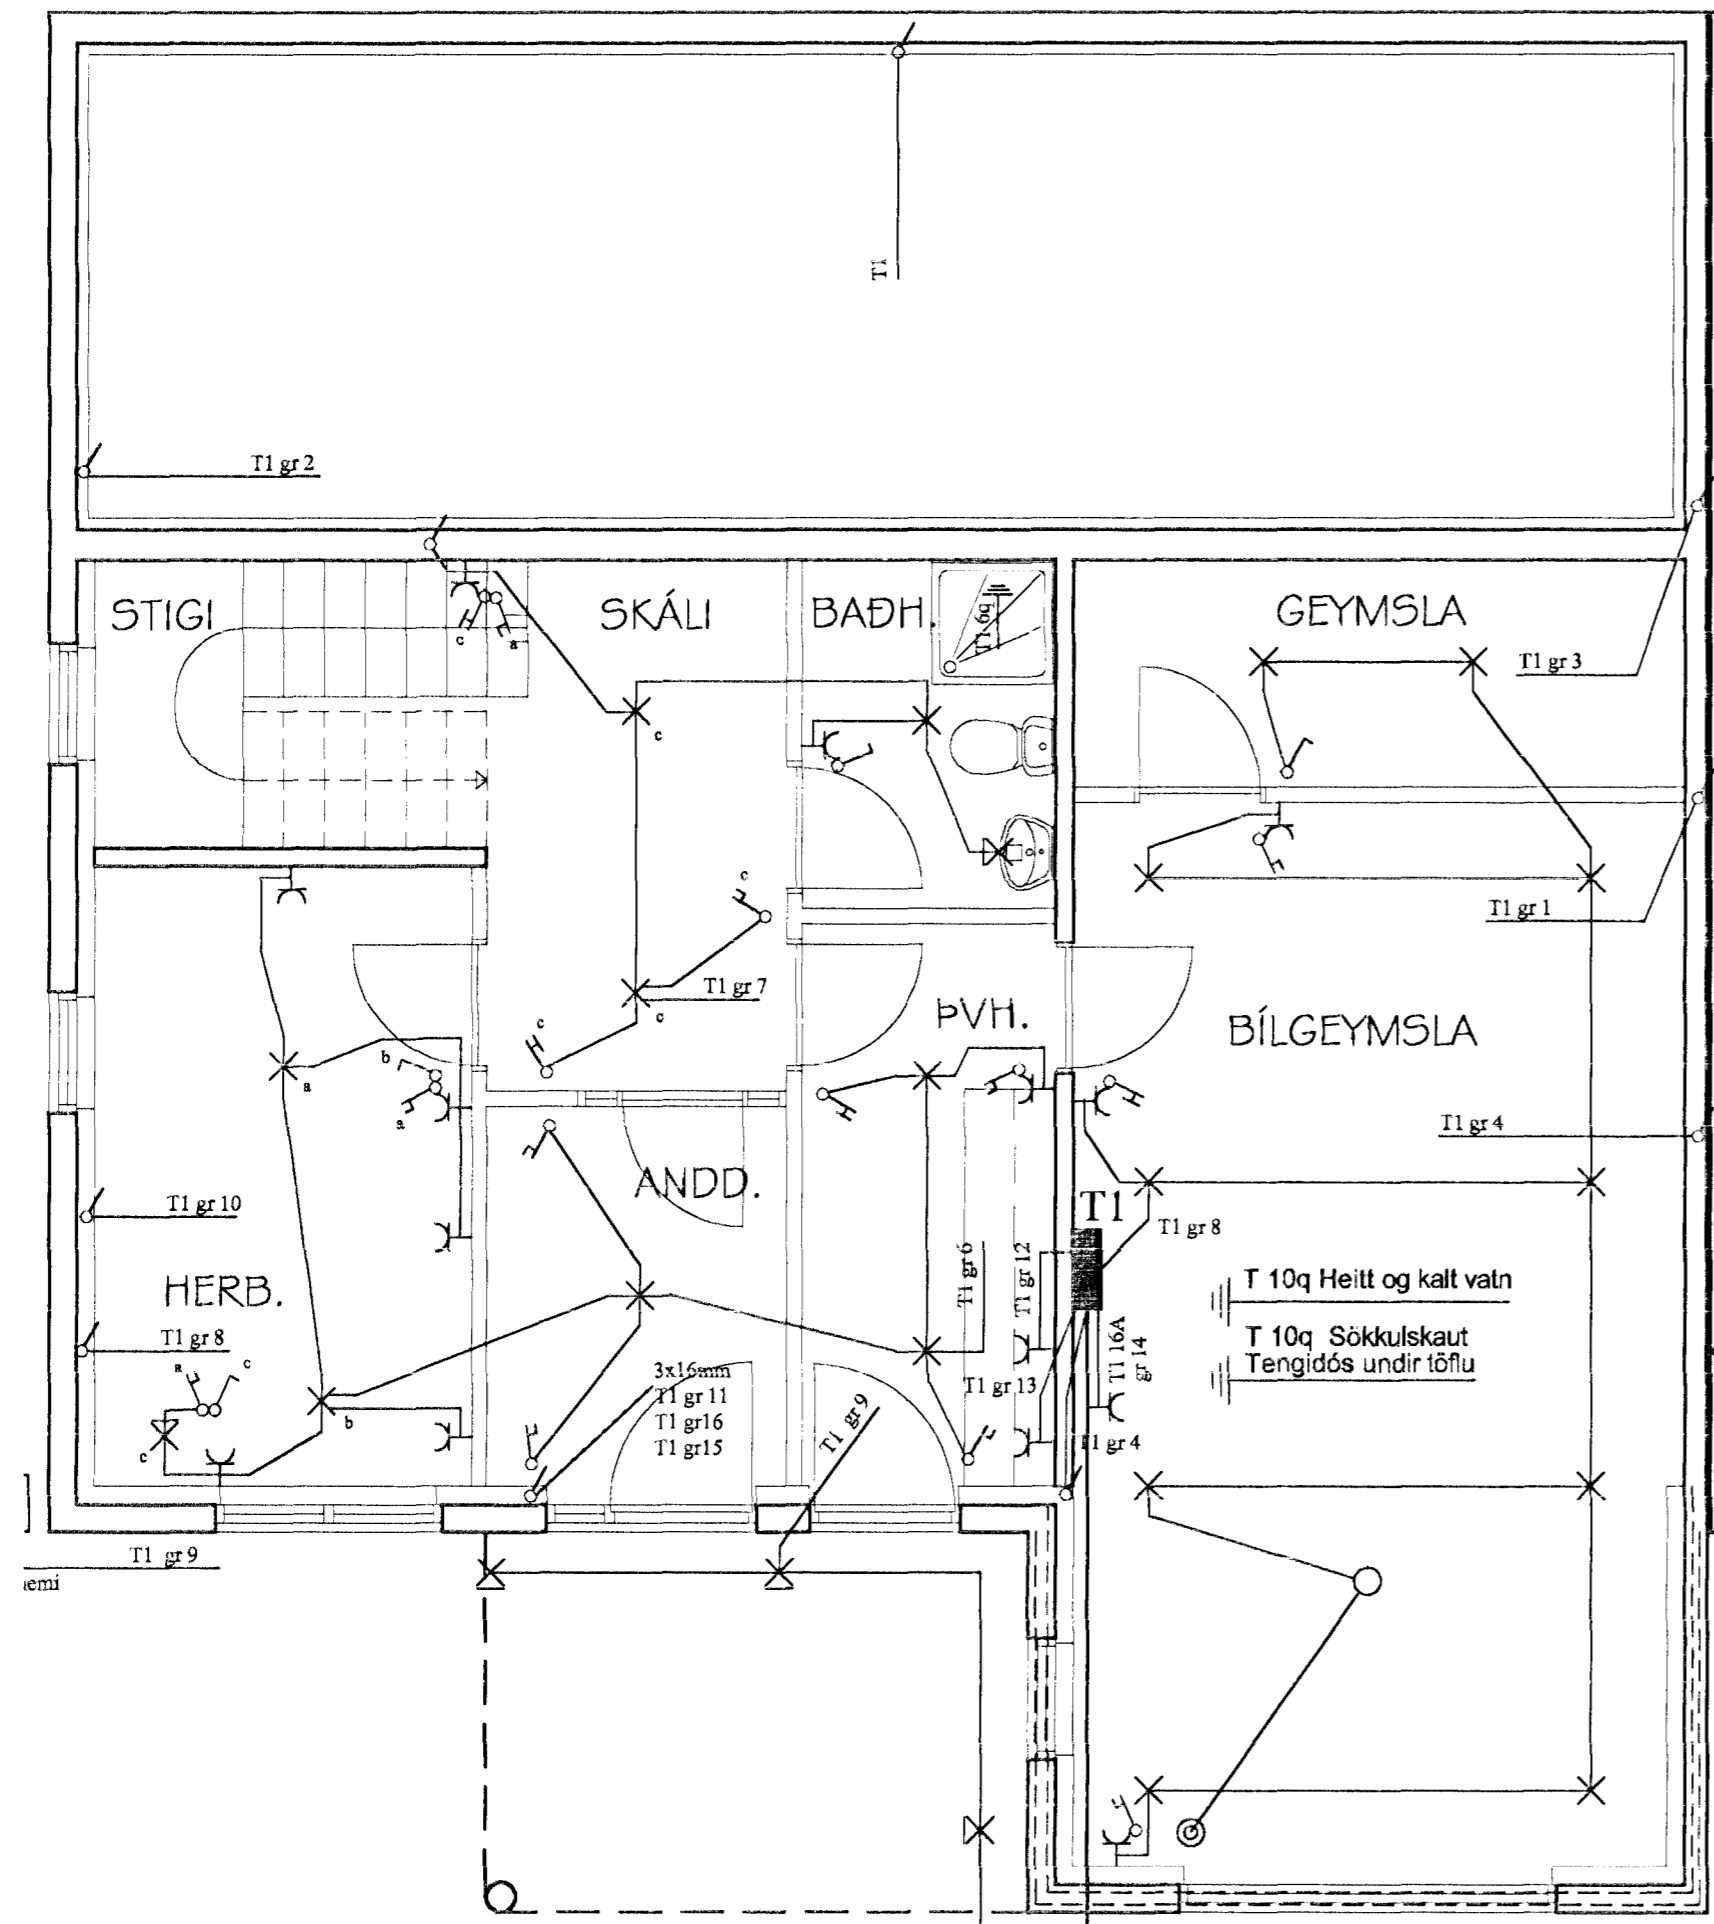 T1
T1 gr 2
STIGI
SKÁLI
BAÐH.
T1 6q
GEYMSLA
T1 gr 3
c
a
c
T1 gr 1
c
T1 gr 7
c
c
ÞVH.
BÍLGEYMSLA
b
a
a
T1 gr 4
ANDD.
T1
T1 gr 8
T1 gr 10
T1 gr 6
T1 gr 12
HERB.
T 10q Heitt og kalt vatn
T 10q Sökkulskaut
Tengidós undir töflu
T1 16A
gr 14
T1 gr 8
a
c
3x16mm
T1 gr 11
T1 gr16
T1 gr15
T1 gr 13
T1 gr 9
b
c
T1 gr 4
T1 gr 9